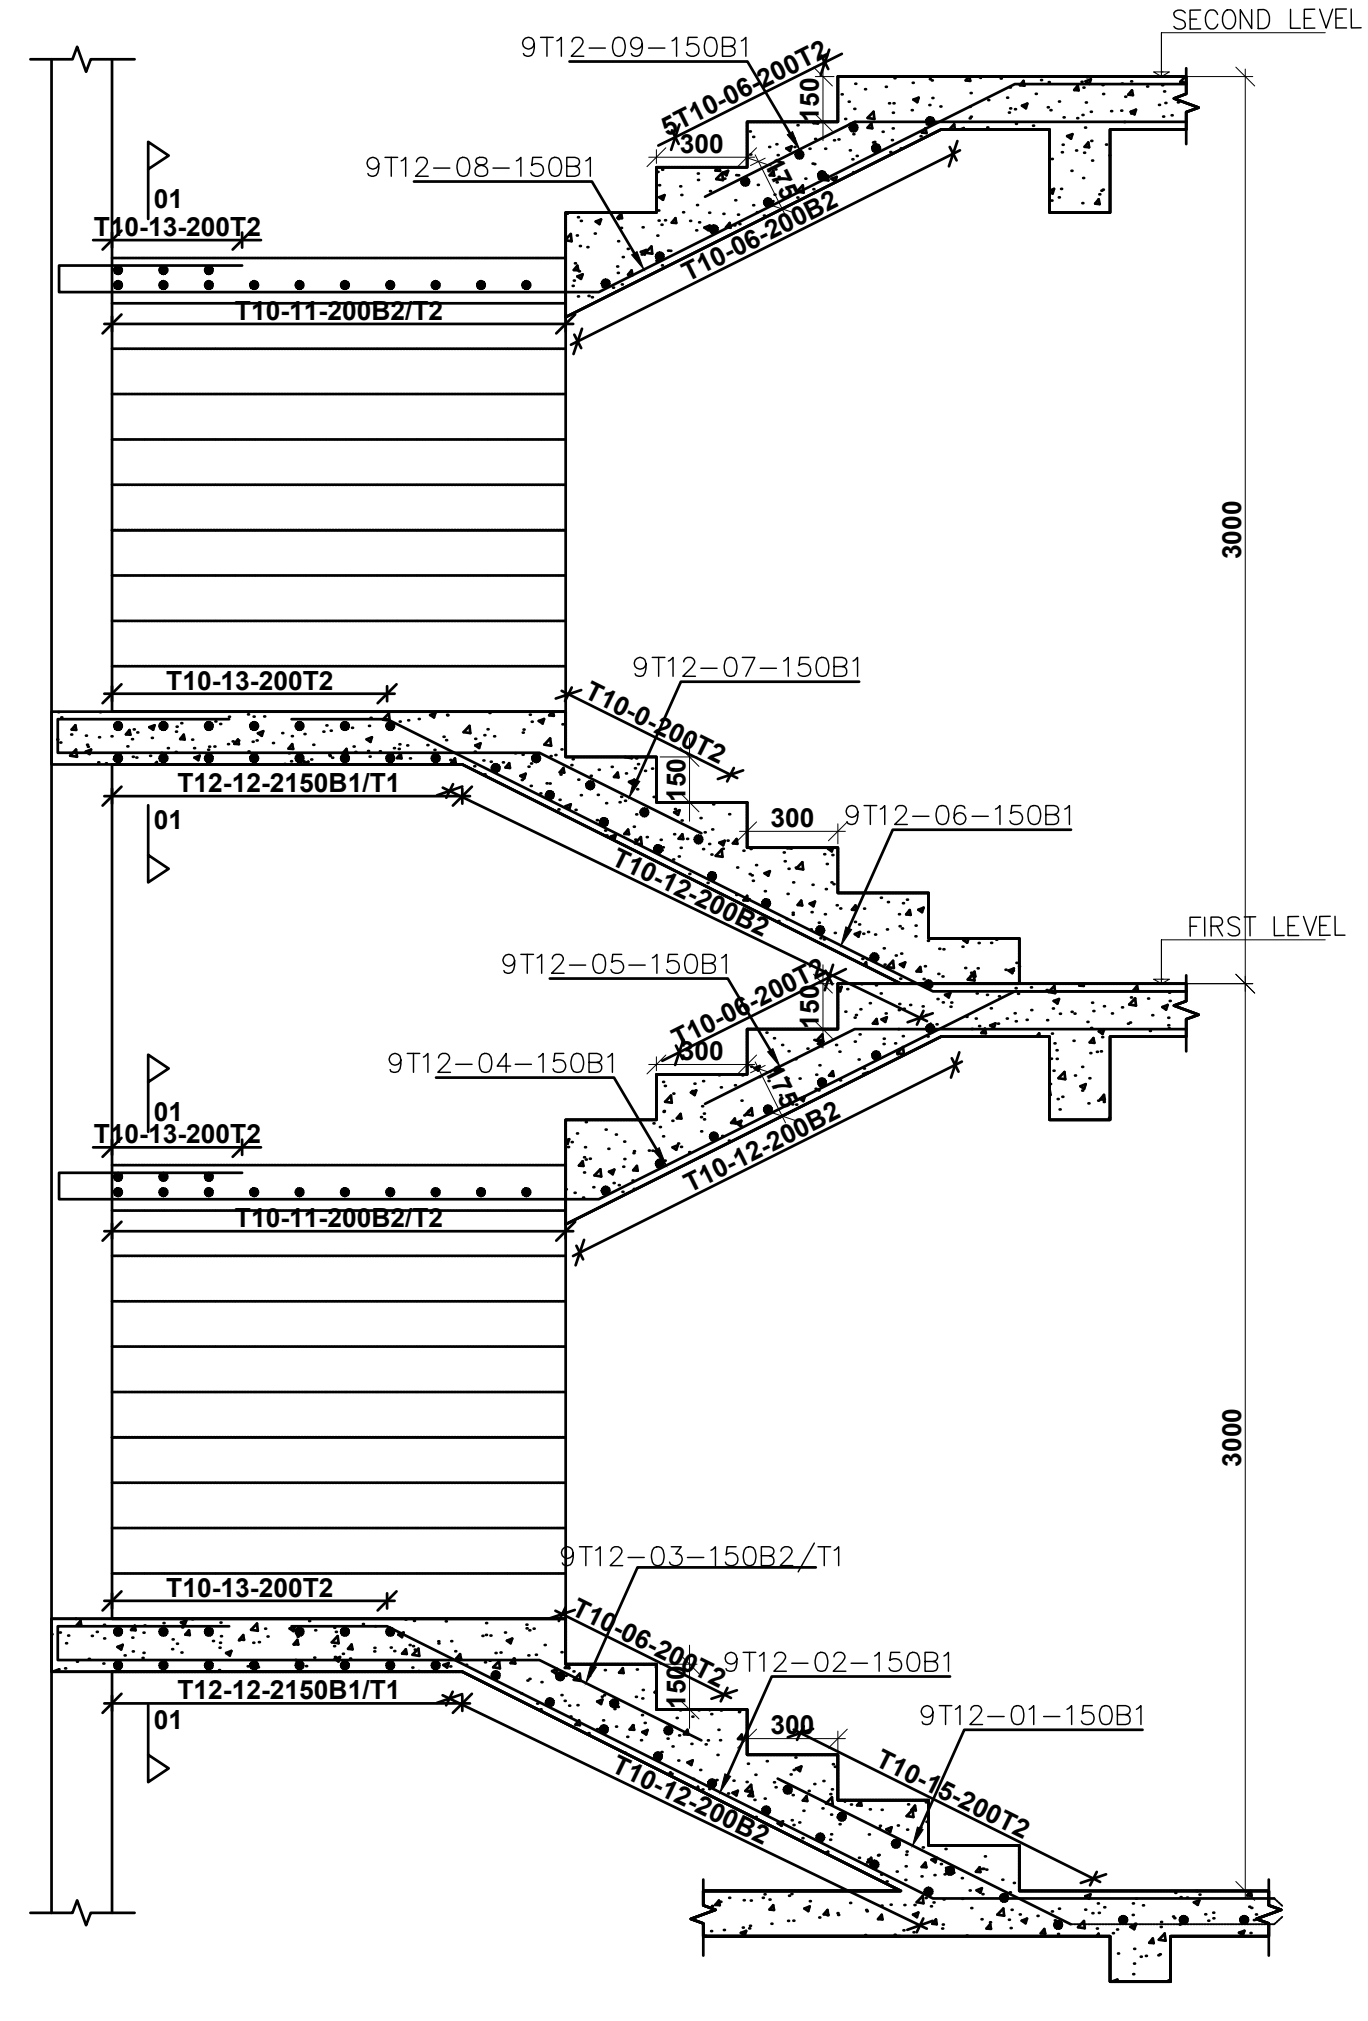 SECOND LEVEL
9T12-09-150B1
5T10-06-200T2
150
300
9T12-08-150B1
175
01
T10-13-200T2
T10-06-200B2
T10-11-200B2/T2
3000
9T12-07-150B1
T10-13-200T2
T10-0-200T2
150
T12-12-2150B1/T1
01
300
9T12-06-150B1
T10-12-200B2
FIRST LEVEL
9T12-05-150B1
T10-06-200T2
150
300
9T12-04-150B1
175
01
T10-13-200T2
T10-12-200B2
T10-11-200B2/T2
3000
9T12-03-150B2/T1
T10-13-200T2
T10-06-200T2
150
9T12-02-150B1
T12-12-2150B1/T1
01
300
9T12-01-150B1
T10-15-200T2
T10-12-200B2